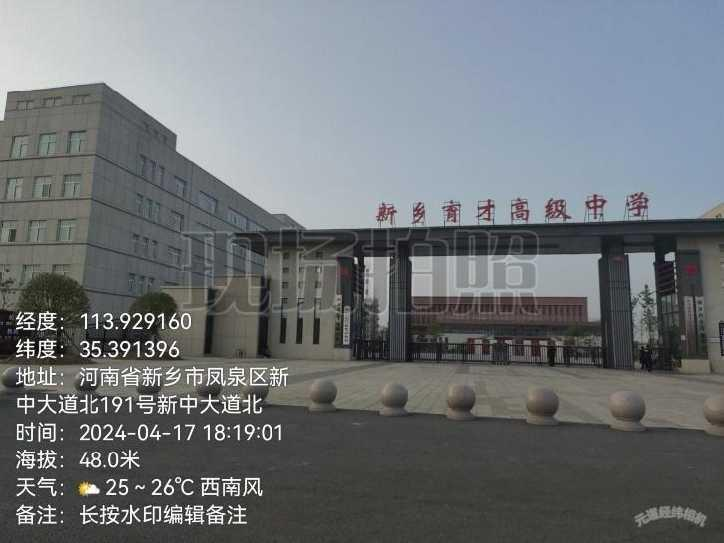 新乡育才高级中学
现场拍照
经度：113.929160
纬度：35.391396
地址：河南省新乡市凤泉区新
中大道北191号新中大道北
时间：2024-04-17 18:19:01
海拔：48.0米
天气：25～26℃ 西南风
备注：长按水印编辑备注
元道经纬相机